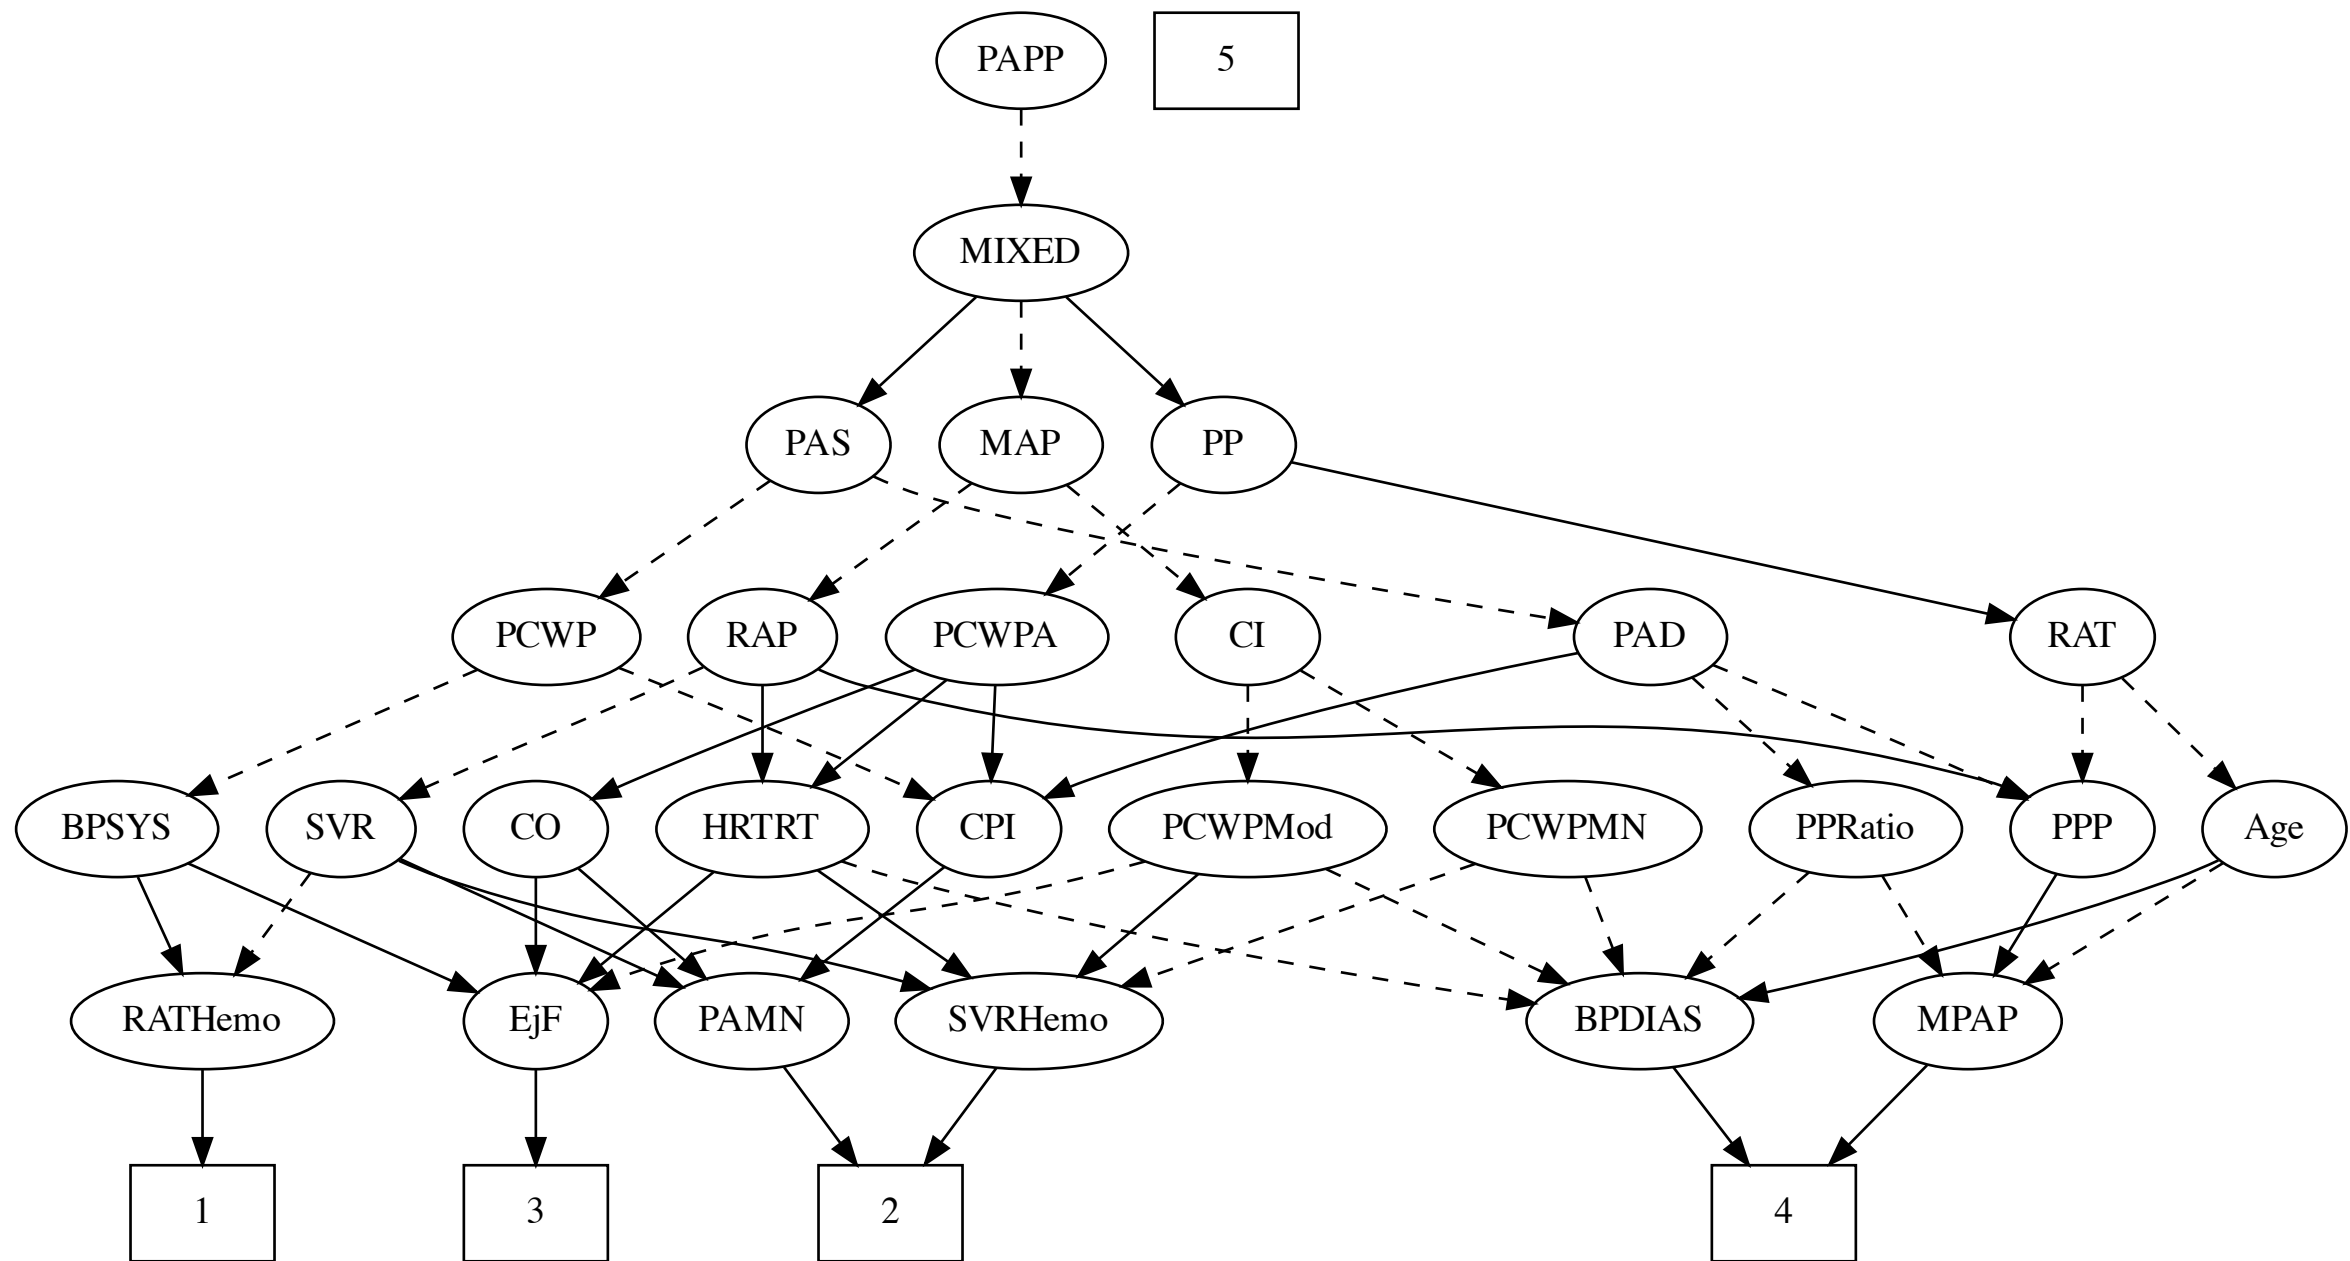 PAPP
5
MIXED
PAS
MAP
PP
PCWP
RAP
PCWPA
CI
PAD
RAT
BPSYS
SVR
CO
HRTRT
CPI
PCWPMod
PCWPMN
PPRatio
PPP
Age
RATHemo
EjF
PAMN
SVRHemo
BPDIAS
MPAP
1
3
2
4